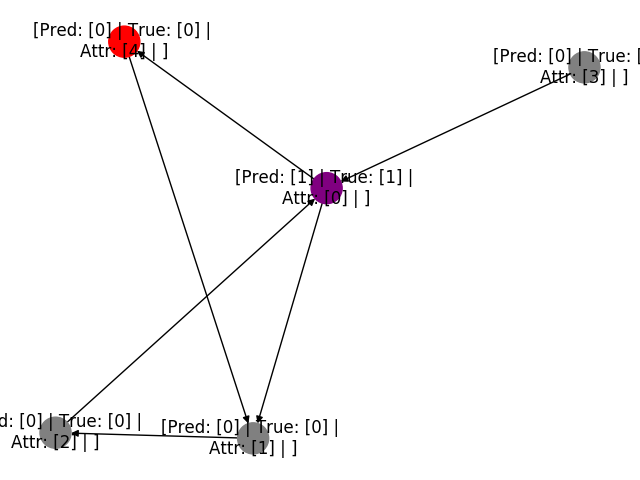 [Pred: [0] | True: [0] |
Attr: [4] | ]
[Pred: [0] | True: [
Attr: [3] | ]
[Pred: [1] | True: [1] |
Attr: [0] | ]
d: [0] | True: [0] |
Attr: [2] | ]
[Pred: [0] | True: [0] |
Attr: [1] | ]